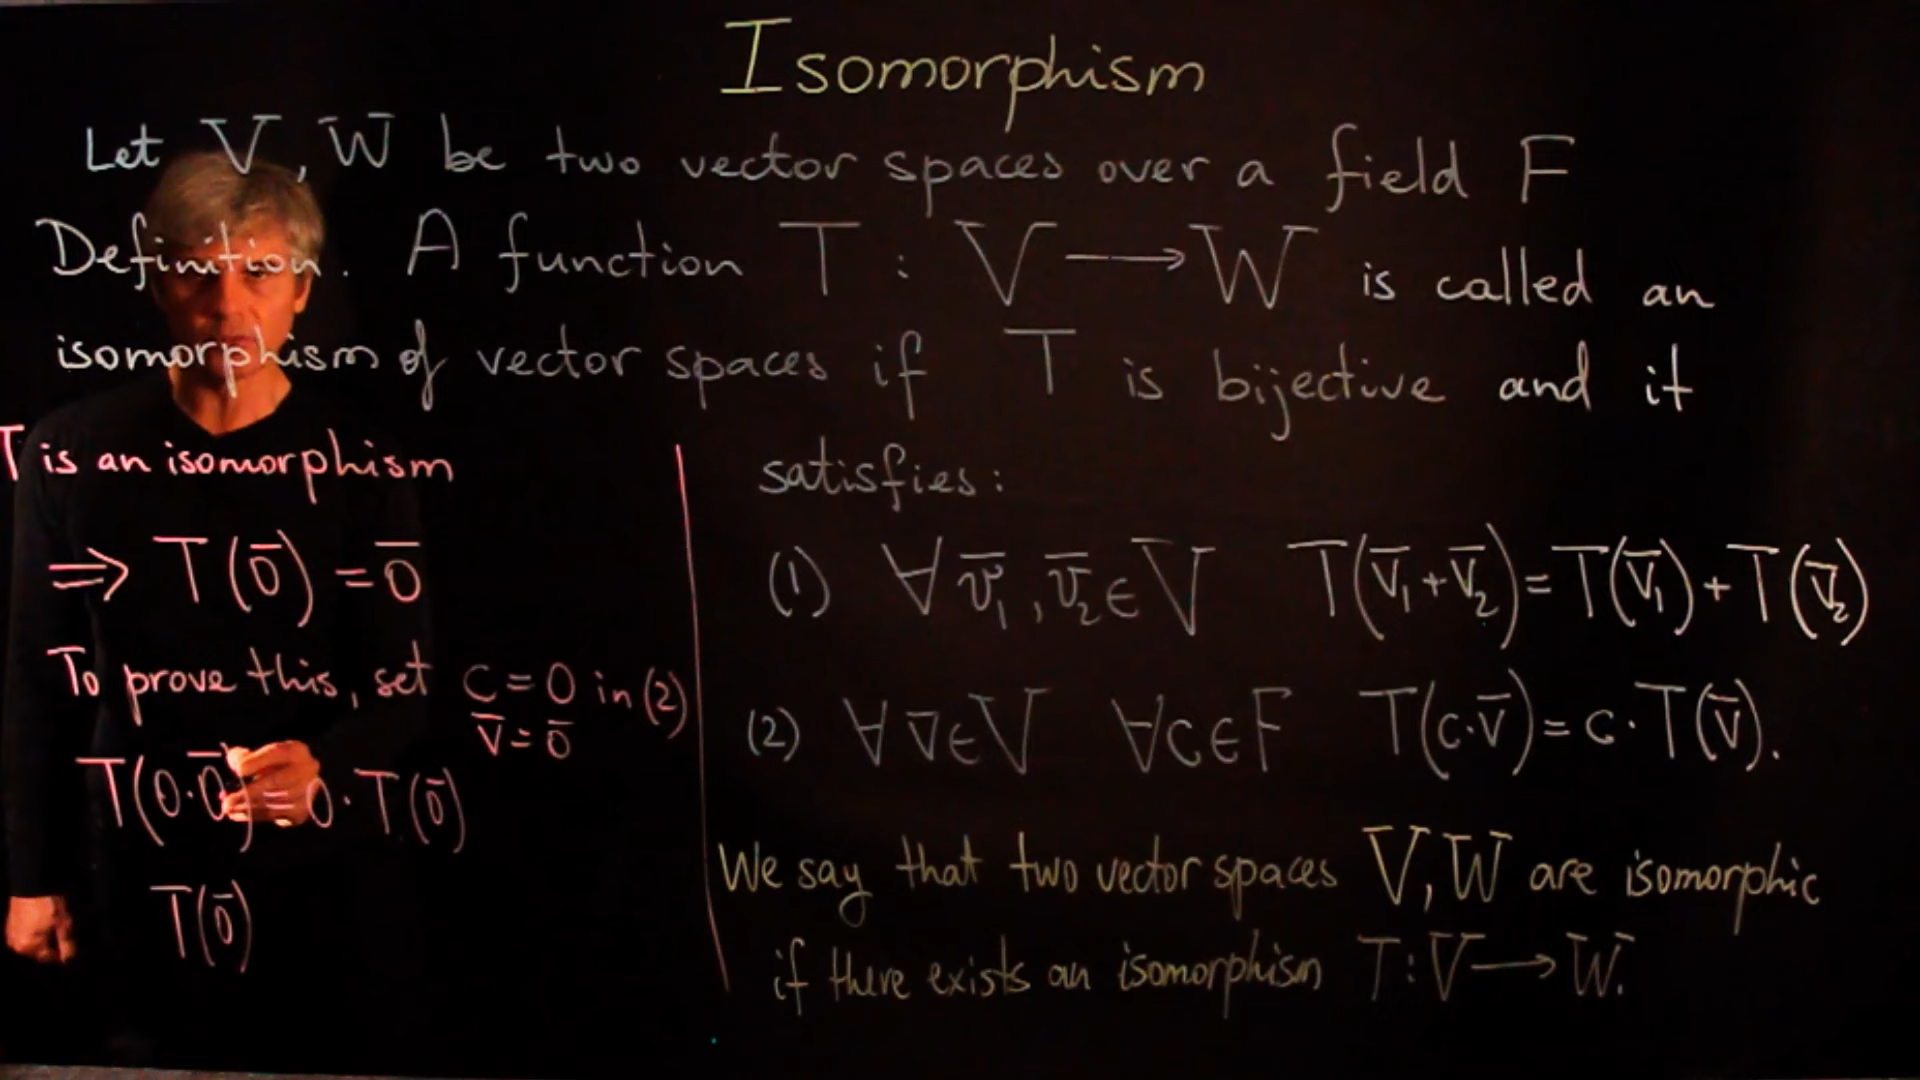 Isomorphism
Let V̅, W̅ be two vector spaces over a field F
Definition. A function T : V → W is called an
isomorphism of vector spaces if T is bijective and it
satisfies:
(1) ∀ v̅₁, v̅₂ ∈ V T(v̅₁ + v̅₂) = T(v̅₁) + T(v̅₂)
(2) ∀ v̅ ∈ V ∀ c ∈ F T(c·v̅) = c·T(v̅).
We say that two vector spaces V, W are isomorphic
if there exists an isomorphism T : V → W.
T is an isomorphism
⇒ T(0̅) = 0̅
To prove this, set c = 0 in (2)
v̅ = 0̅
T(0·0̅) = 0·T(0̅)
T(0̅)